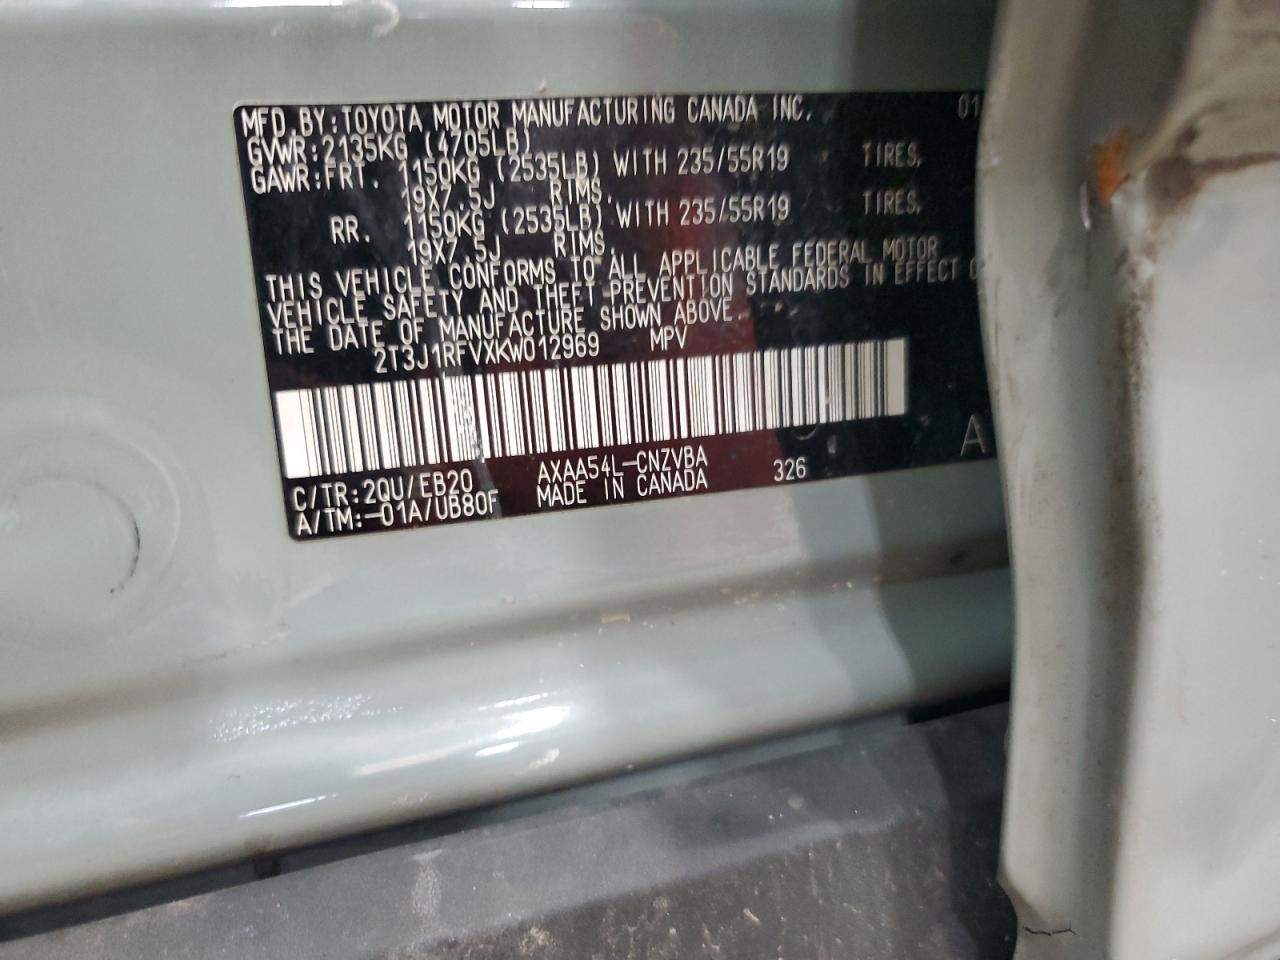 MFD.BY:TOYOTA MOTOR MANUFACTURING CANADA INC. 01
GVWR:2135KG (4705LB)
GAWR:FRT. 1150KG (2535LB) WITH 235/55R19 TIRES,
19X7.5J RIMS,
RR. 1150KG (2535LB) WITH 235/55R19 TIRES,
19X7.5J RIMS,
THIS VEHICLE CONFORMS TO ALL APPLICABLE FEDERAL MOTOR
VEHICLE SAFETY AND THEFT PREVENTION STANDARDS IN EFFECT O
THE DATE OF MANUFACTURE SHOWN ABOVE.
2T3J1RFVXKW012969 MPV
A
C/TR:2QU/EB20 AXAA54L-CNZVBA
A/TM:-01A/UB80F MADE IN CANADA 326